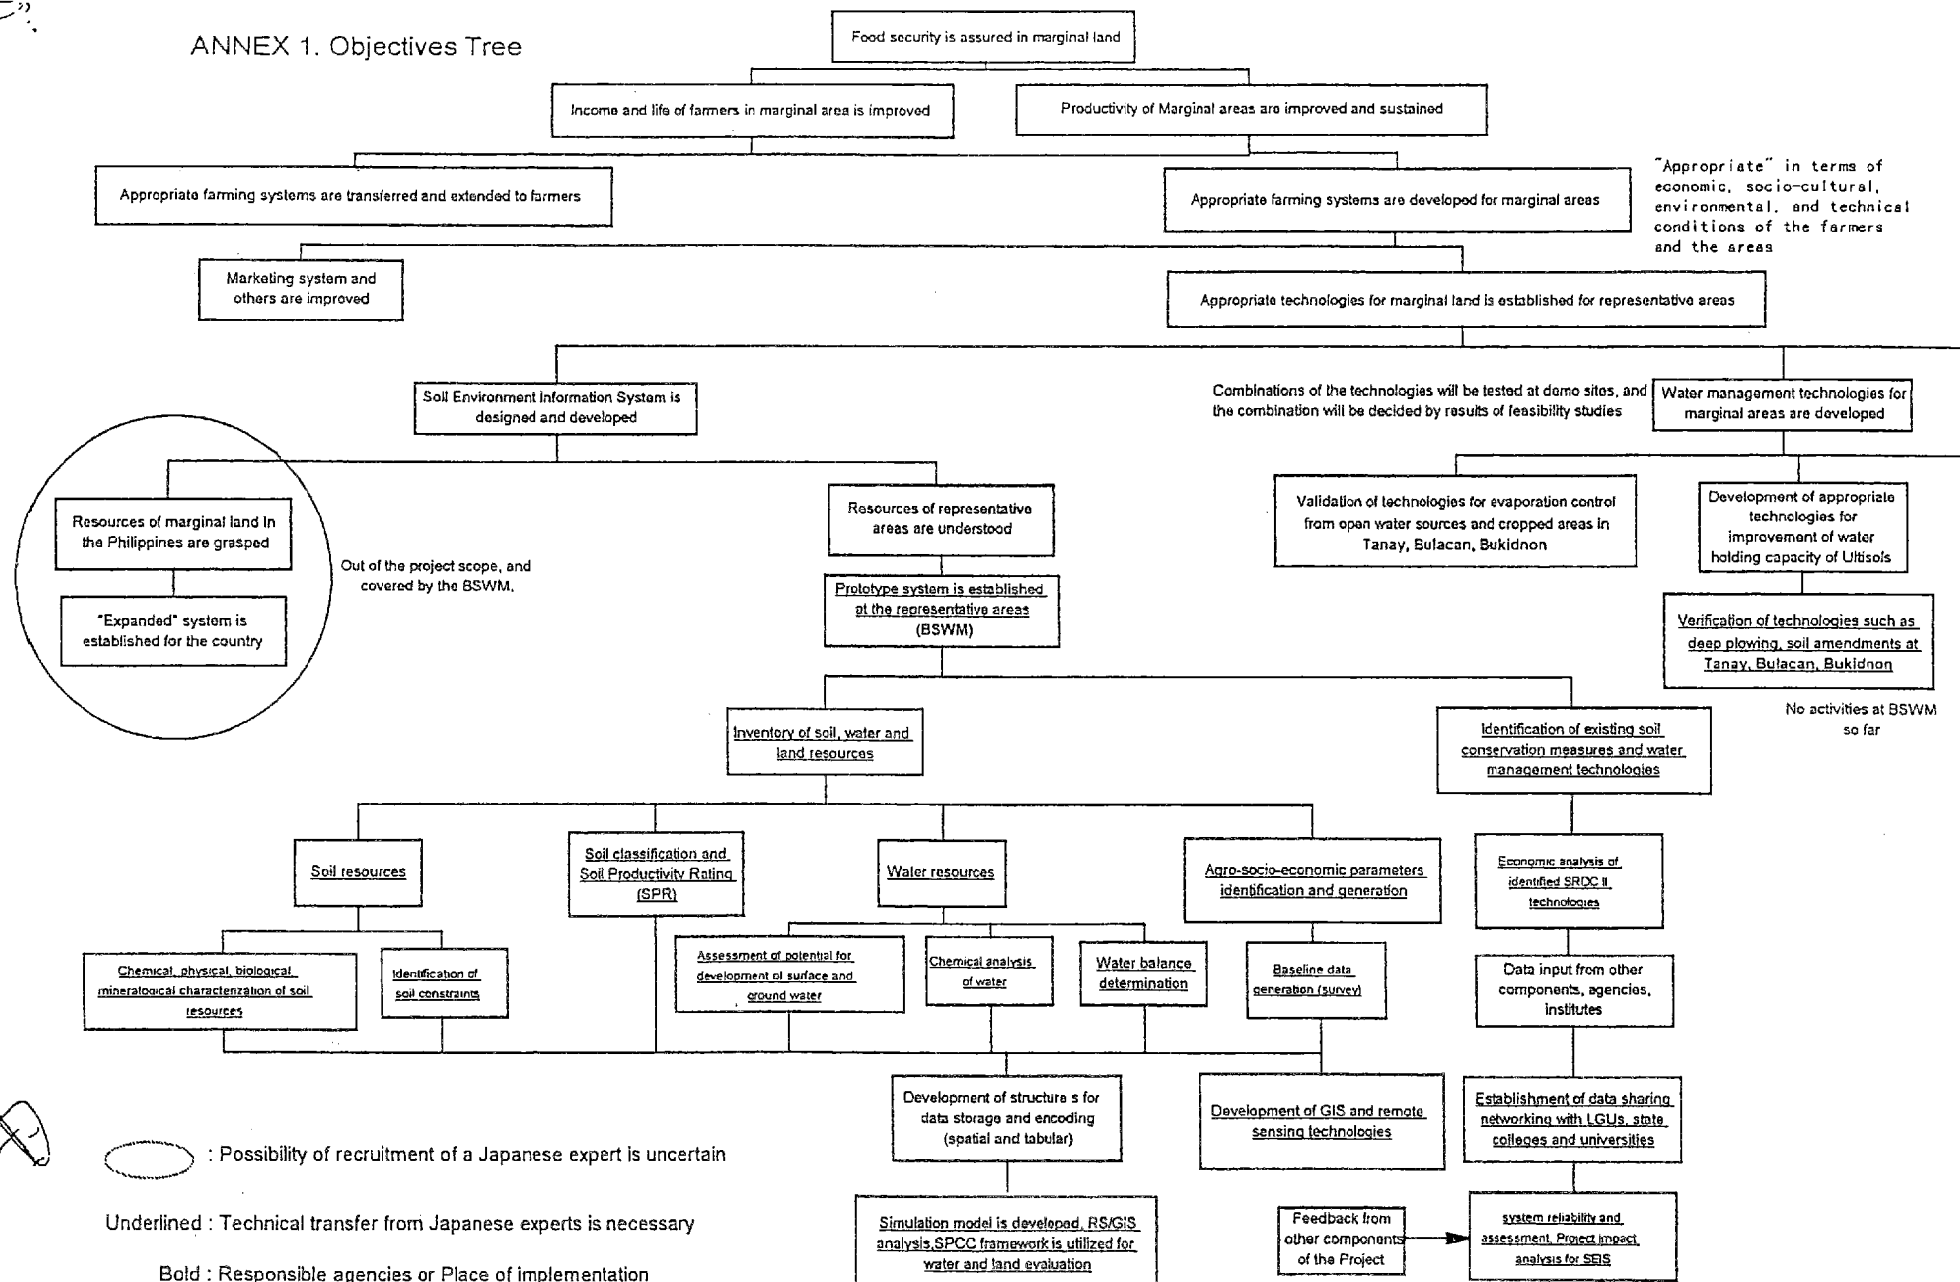 ANNEX 1. Objectives Tree
Food security is assured in marginal land
Income and life of farmers in marginal area is improved
Productivity of Marginal areas are improved and sustained
Appropriate farming systems are transferred and extended to farmers
Appropriate farming systems are developed for marginal areas
"Appropriate" in terms of
economic, socio-cultural,
environmental, and technical
conditions of the farmers
and the areas
Marketing system and
others are improved
Appropriate technologies for marginal land is established for representative areas
Soil Environment Information System is
designed and developed
Combinations of the technologies will be tested at demo sites, and
the combination will be decided by results of feasibility studies
Water management technologies for
marginal areas are developed
Resources of marginal land in
the Philippines are grasped
"Expanded" system is
established for the country
Out of the project scope, and
covered by the BSWM.
Resources of representative
areas are understood
Prototype system is established
at the representative areas
(BSWM)
Validation of technologies for evaporation control
from open water sources and cropped areas in
Tanay, Bulacan, Bukidnon
Development of appropriate
technologies for
improvement of water
holding capacity of Ultisols
Verification of technologies such as
deep plowing, soil amendments at
Tanay, Bulacan, Bukidnon
No activities at BSWM
so far
Inventory of soil, water and
land resources
Identification of existing soil
conservation measures and water
management technologies
Soil resources
Soil classification and
Soil Productivity Rating
(SPR)
Water resources
Agro-socio-economic parameters
identification and generation
Economic analysis of
identified SRDC II
technologies
Chemical, physical, biological
mineralogical characterization of soil
resources
Identification of
soil constraints
Assessment of potential for
development of surface and
ground water
Chemical analysis
of water
Water balance
determination
Baseline data
generation (survey)
Data input from other
components, agencies,
institutes
Development of structure s for
data storage and encoding
(spatial and tabular)
Development of GIS and remote
sensing technologies
Establishment of data sharing
networking with LGUs, state
colleges and universities
Simulation model is developed, RS/GIS
analysis,SPCC framework is utilized for
water and land evaluation
Feedback from
other components
of the Project
system reliability and
assessment, Project impact
analysis for SEIS
: Possibility of recruitment of a Japanese expert is uncertain
Underlined : Technical transfer from Japanese experts is necessary
Bold : Responsible agencies or Place of implementation